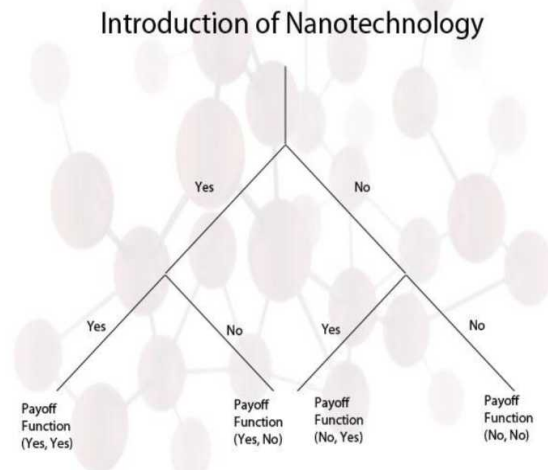 Introduction of Nanotechnology
Yes
No
Yes
No
Yes
No
Payoff
Function
(Yes, Yes)
Payoff
Function
(Yes, No)
Payoff
Function
(No, Yes)
Payoff
Function
(No, No)